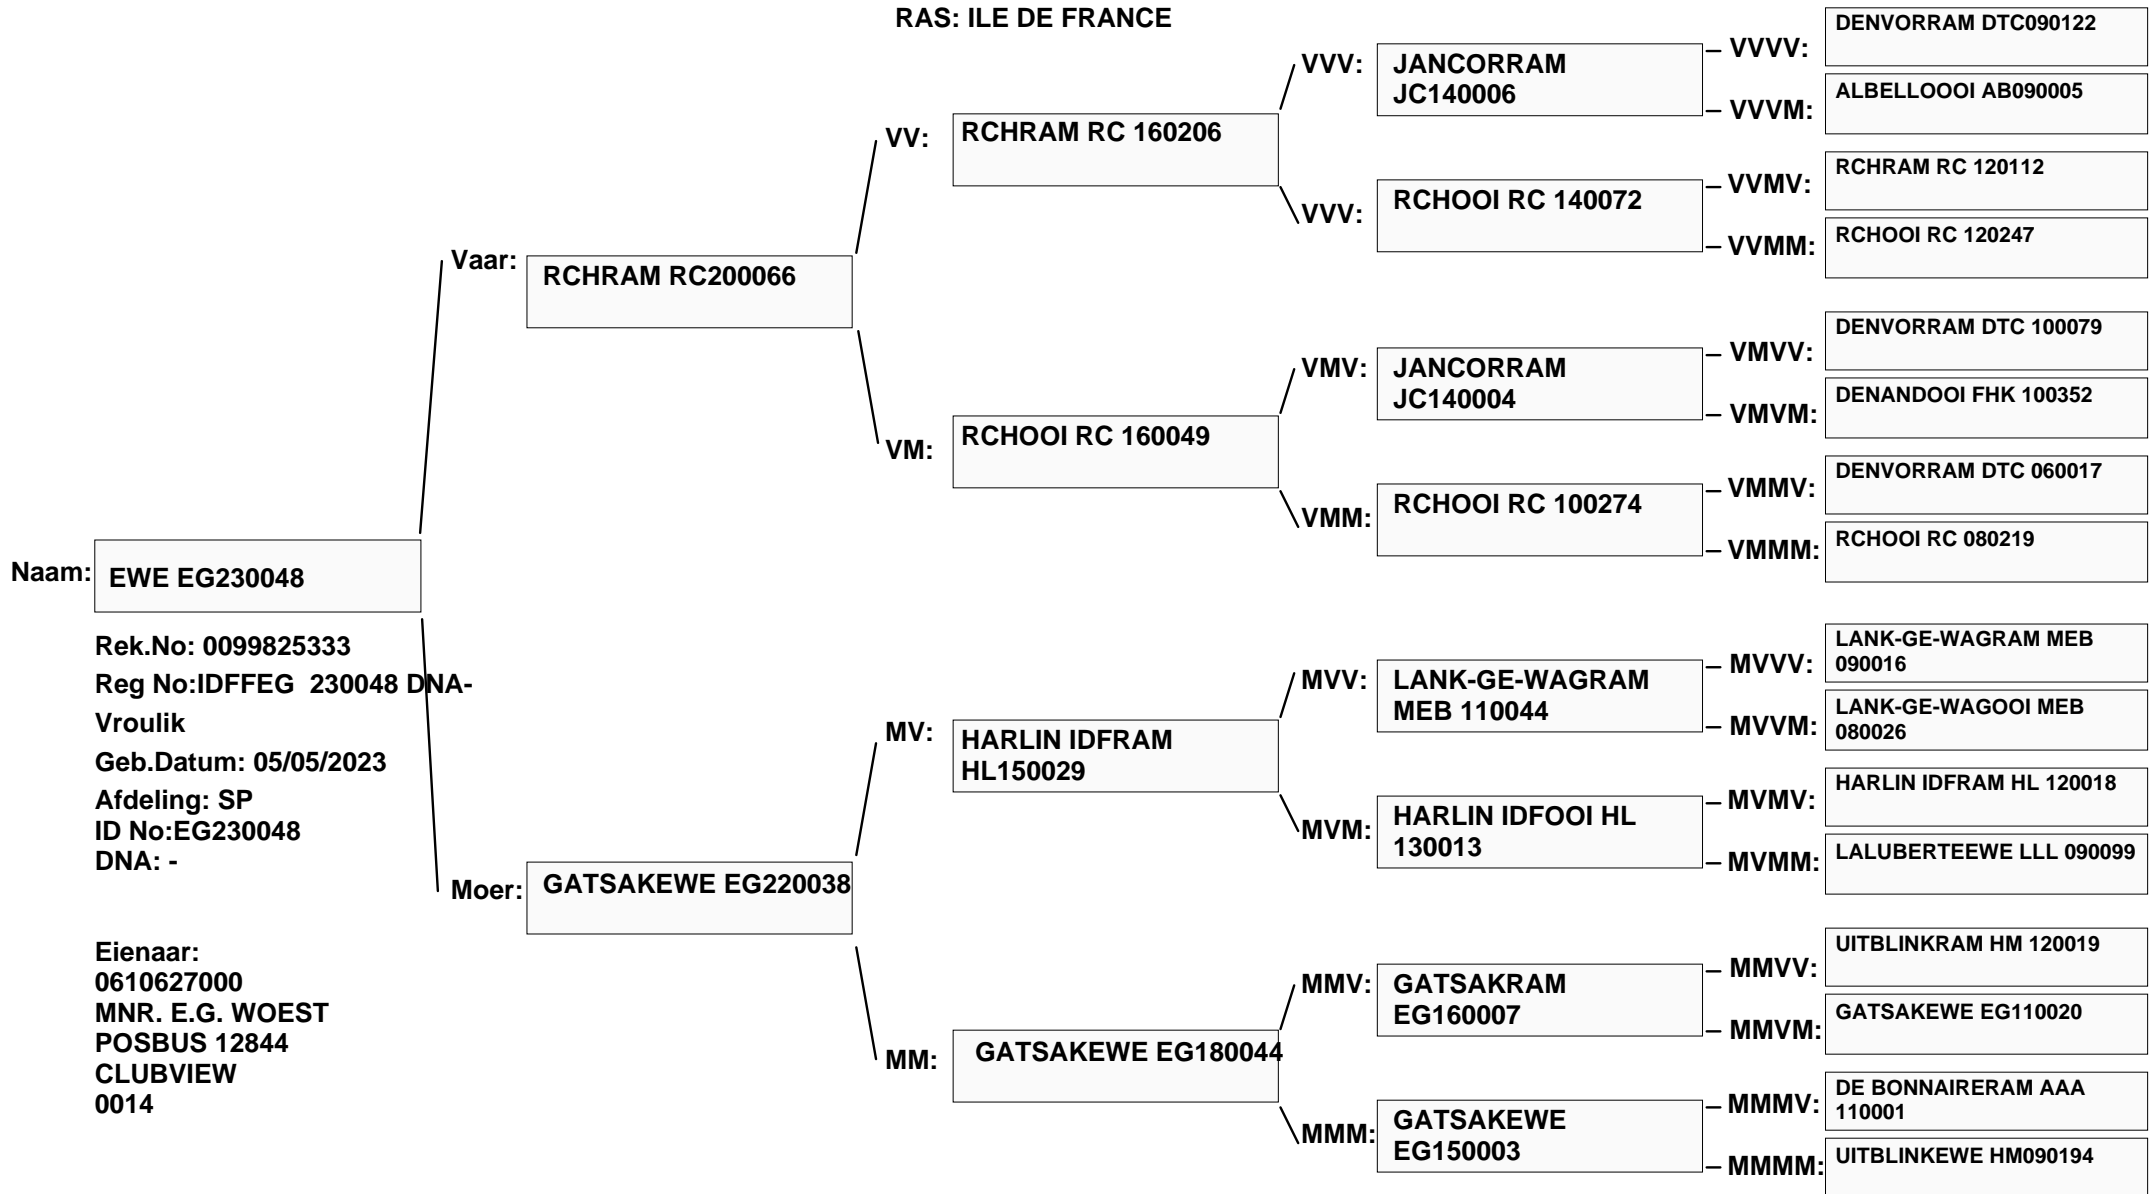 RAS: ILE DE FRANCE
Naam:
EWE EG230048
Rek.No: 0099825333
Reg No:IDFFEG  230048 DNA-
Vroulik
Geb.Datum: 05/05/2023
Afdeling: SP
ID No:EG230048
DNA: -
Eienaar:
0610627000
MNR. E.G. WOEST
POSBUS 12844
CLUBVIEW
0014
Vaar:
RCHRAM RC200066
Moer:
GATSAKEWE EG220038
VV:
RCHRAM RC 160206
VM:
RCHOOI RC 160049
MV:
HARLIN IDFRAM
HL150029
MM:
GATSAKEWE EG180044
VVV:
JANCORRAM
JC140006
VVV:
RCHOOI RC 140072
VMV:
JANCORRAM
JC140004
VMM:
RCHOOI RC 100274
MVV:
LANK-GE-WAGRAM
MEB 110044
MVM:
HARLIN IDFOOI HL
130013
MMV:
GATSAKRAM
EG160007
MMM:
GATSAKEWE
EG150003
VVVV:
DENVORRAM DTC090122
VVVM:
ALBELLOOOI AB090005
VVMV:
RCHRAM RC 120112
VVMM:
RCHOOI RC 120247
VMVV:
DENVORRAM DTC 100079
VMVM:
DENANDOOI FHK 100352
VMMV:
DENVORRAM DTC 060017
VMMM:
RCHOOI RC 080219
MVVV:
LANK-GE-WAGRAM MEB
090016
MVVM:
LANK-GE-WAGOOI MEB
080026
MVMV:
HARLIN IDFRAM HL 120018
MVMM:
LALUBERTEEWE LLL 090099
MMVV:
UITBLINKRAM HM 120019
MMVM:
GATSAKEWE EG110020
MMMV:
DE BONNAIRERAM AAA
110001
MMMM:
UITBLINKEWE HM090194